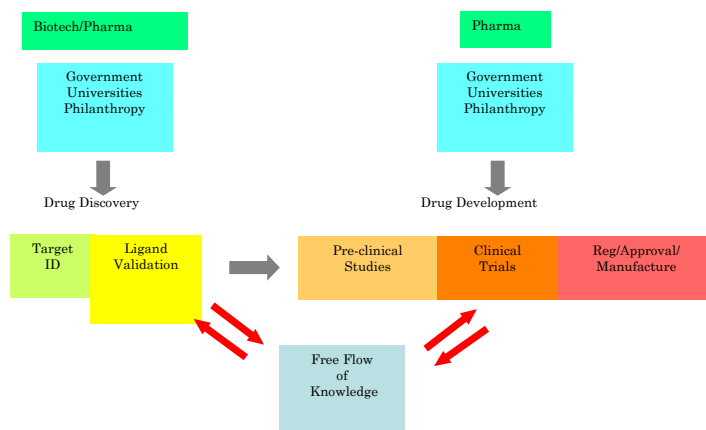 Biotech/Pharma
Pharma
Government
Universities
Philanthropy
Government
Universities
Philanthropy
Drug Discovery
Drug Development
Target
ID
Ligand
Validation
Pre-clinical
Studies
Clinical
Trials
Reg/Approval/
Manufacture
Free Flow
of
Knowledge